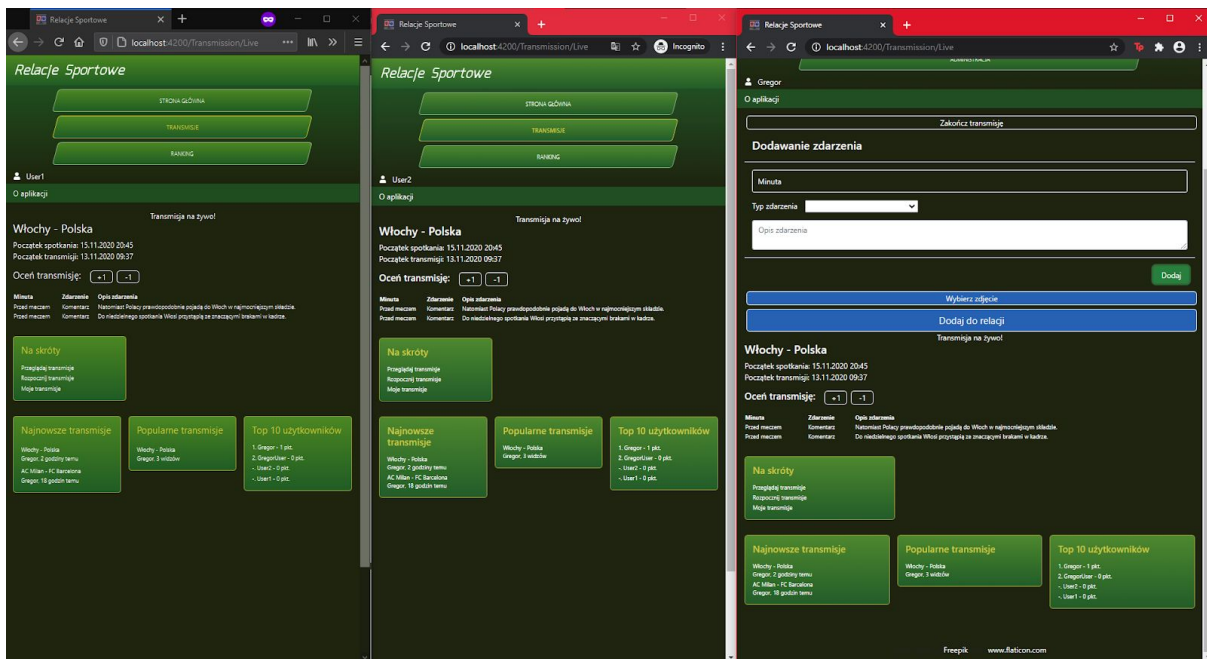 Relacje Sportowe
localhost:4200/Transmission/Live
Relacje Sportowe
STRONA GŁÓWNA
TRANSMISJE
RANKING
User1
O aplikacji
Transmisja na żywo!
Włochy - Polska
Początek spotkania: 15.11.2020 20:45
Początek transmisji: 13.11.2020 09:37
Oceń transmisję: +1 -1
Minuta Zdarzenie Opis zdarzenia
Przed meczem Komentarz Natomiast Polacy prawdopodobnie pojadą do Włoch w najmocniejszym składzie.
Przed meczem Komentarz Do niedzielnego spotkania Włosi przystąpią ze znaczącymi brakami w kadrze.
Na skróty
Przeglądaj transmisje
Rozpocznij transmisje
Moje transmisje
Najnowsze transmisje
Włochy - Polska
Gregor, 2 godziny temu
AC Milan - FC Barcelona
Gregor, 18 godzin temu
Popularne transmisje
Włochy - Polska
Gregor, 3 widzów
Top 10 użytkowników
1. Gregor - 1 pkt.
2. GregorUser - 0 pkt.
-. User2 - 0 pkt.
-. User1 - 0 pkt.
Relacje Sportowe
localhost:4200/Transmission/Live Incognito
Relacje Sportowe
STRONA GŁÓWNA
TRANSMISJE
RANKING
User2
O aplikacji
Transmisja na żywo!
Włochy - Polska
Początek spotkania: 15.11.2020 20:45
Początek transmisji: 13.11.2020 09:37
Oceń transmisję: +1 -1
Minuta Zdarzenie Opis zdarzenia
Przed meczem Komentarz Natomiast Polacy prawdopodobnie pojadą do Włoch w najmocniejszym składzie.
Przed meczem Komentarz Do niedzielnego spotkania Włosi przystąpią ze znaczącymi brakami w kadrze.
Na skróty
Przeglądaj transmisje
Rozpocznij transmisje
Moje transmisje
Najnowsze
transmisje
Włochy - Polska
Gregor, 2 godziny temu
AC Milan - FC Barcelona
Gregor, 18 godzin temu
Popularne transmisje
Włochy - Polska
Gregor, 3 widzów
Top 10 użytkowników
1. Gregor - 1 pkt.
2. GregorUser - 0 pkt.
-. User2 - 0 pkt.
-. User1 - 0 pkt.
Relacje Sportowe
localhost:4200/Transmission/Live Tp
Gregor
O aplikacji
Zakończ transmisję
Dodawanie zdarzenia
Minuta
Typ zdarzenia
Opis zdarzenia
Dodaj
Wybierz zdjęcie
Dodaj do relacji
Transmisja na żywo!
Włochy - Polska
Początek spotkania: 15.11.2020 20:45
Początek transmisji: 13.11.2020 09:37
Oceń transmisję: +1 -1
Minuta Zdarzenie Opis zdarzenia
Przed meczem Komentarz Natomiast Polacy prawdopodobnie pojadą do Włoch w najmocniejszym składzie.
Przed meczem Komentarz Do niedzielnego spotkania Włosi przystąpią ze znaczącymi brakami w kadrze.
Na skróty
Przeglądaj transmisje
Rozpocznij transmisje
Moje transmisje
Najnowsze transmisje
Włochy - Polska
Gregor, 2 godziny temu
AC Milan - FC Barcelona
Gregor, 18 godzin temu
Popularne transmisje
Włochy - Polska
Gregor, 3 widzów
Top 10 użytkowników
1. Gregor - 1 pkt.
2. GregorUser - 0 pkt.
-. User2 - 0 pkt.
-. User1 - 0 pkt.
Freepik www.flaticon.com